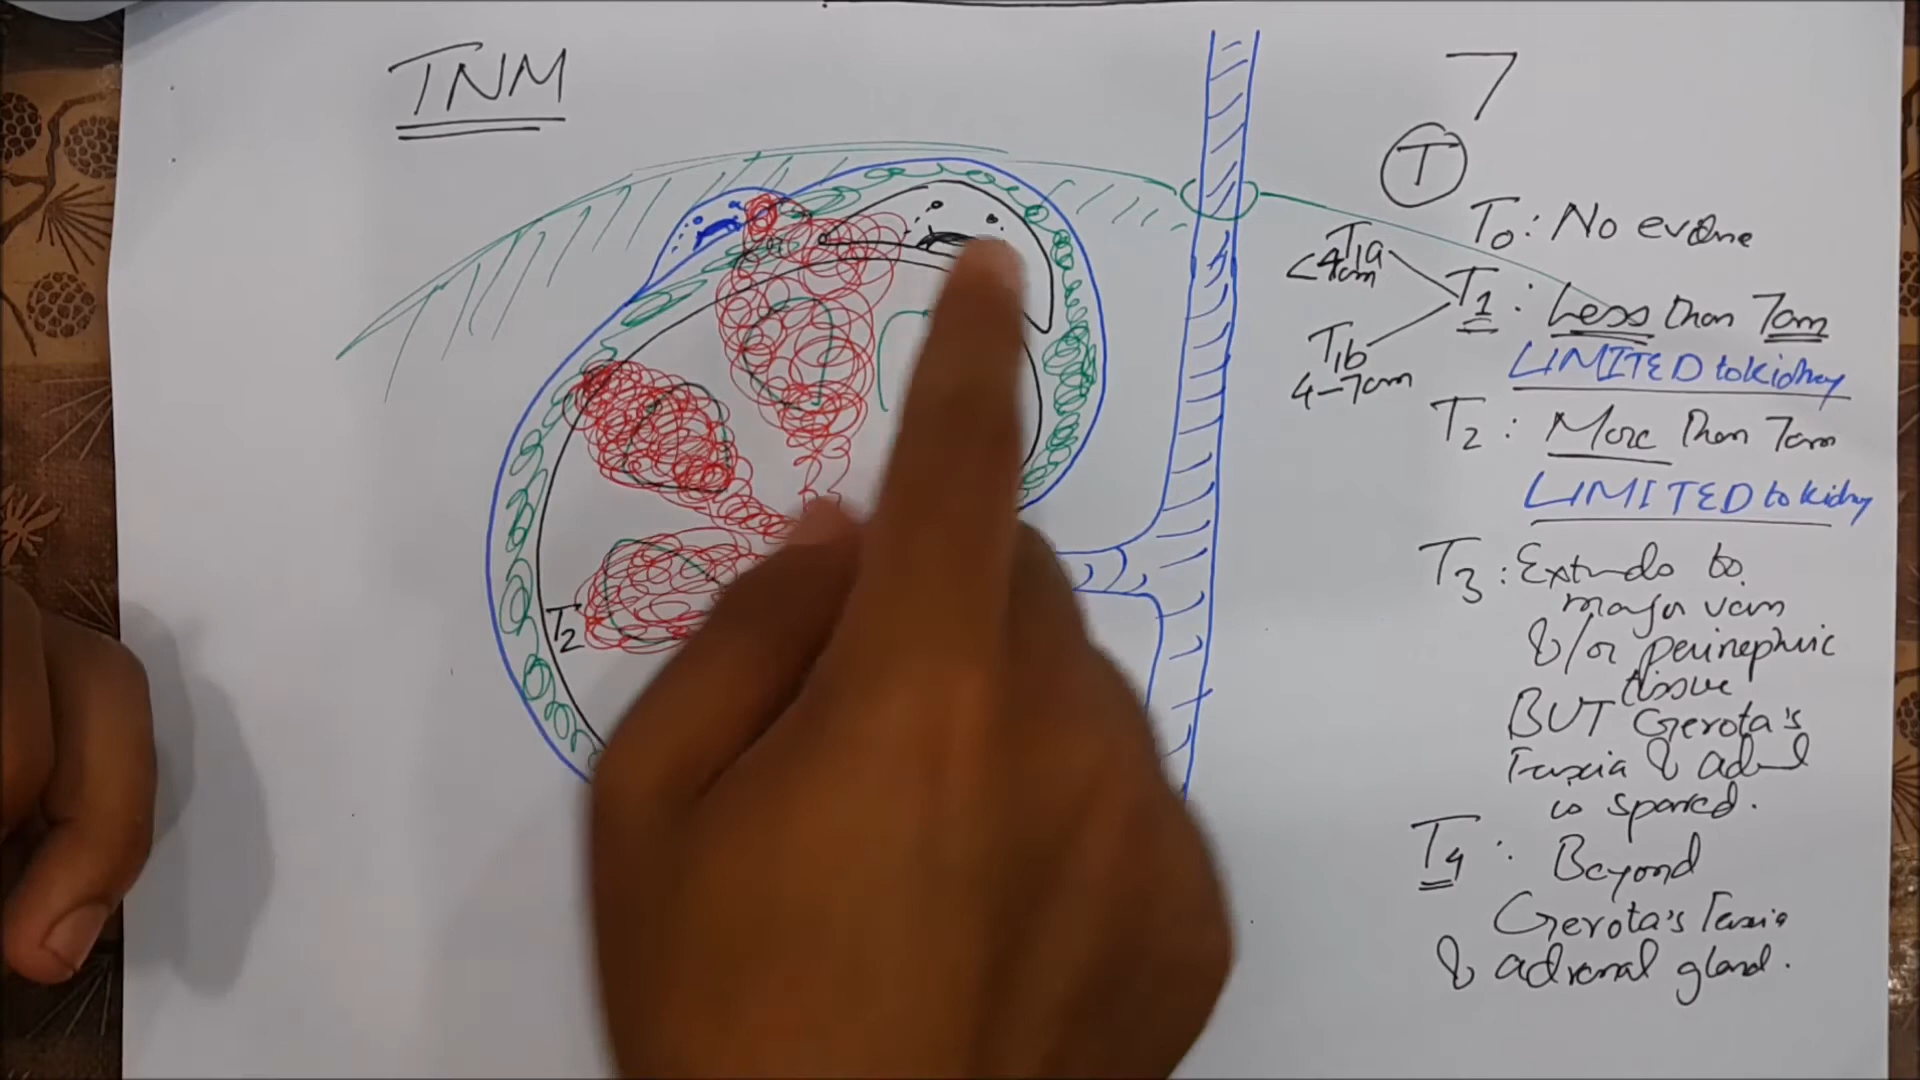 TNM
7
T
T0: No evidne
T1a
<4cm
T1: Less than 7cm
T1b
4-7cm
LIMITED to kidney
T2: More than 7cm
LIMITED to kidny
T2
T3: Extends to
major vein
&/or perinephric
tissue
BUT Gerota's
Fascia & adrenal
is spared.
T4: Beyond
Gerota's Fascia
& adrenal gland.